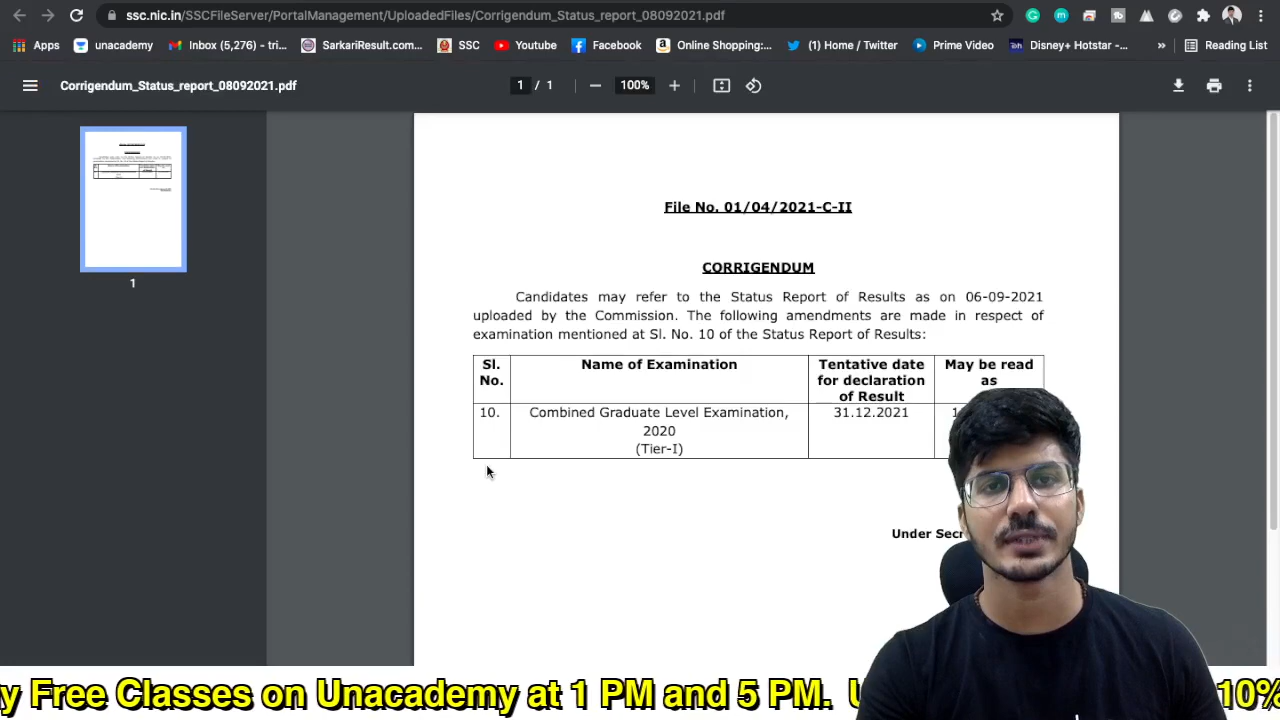 ssc.nic.in/SSCFileServer/PortalManagement/UploadedFiles/Corrigendum_Status_report_08092021.pdf
Apps unacademy Inbox (5,276) - tri... SarkariResult.com... SSC Youtube Facebook Online Shopping:... (1) Home / Twitter Prime Video Disney+ Hotstar -... » Reading List
Corrigendum_Status_report_08092021.pdf 1 / 1 100%
1
File No. 01/04/2021-C-II
CORRIGENDUM
Candidates may refer to the Status Report of Results as on 06-09-2021
uploaded by the Commission. The following amendments are made in respect of
examination mentioned at Sl. No. 10 of the Status Report of Results:
Sl. No.
Name of Examination
Tentative date for declaration of Result
May be read as
10.
Combined Graduate Level Examination,
2020
(Tier-I)
31.12.2021
Under
y Free Classes on Unacademy at 1 PM and 5 PM. U 10%